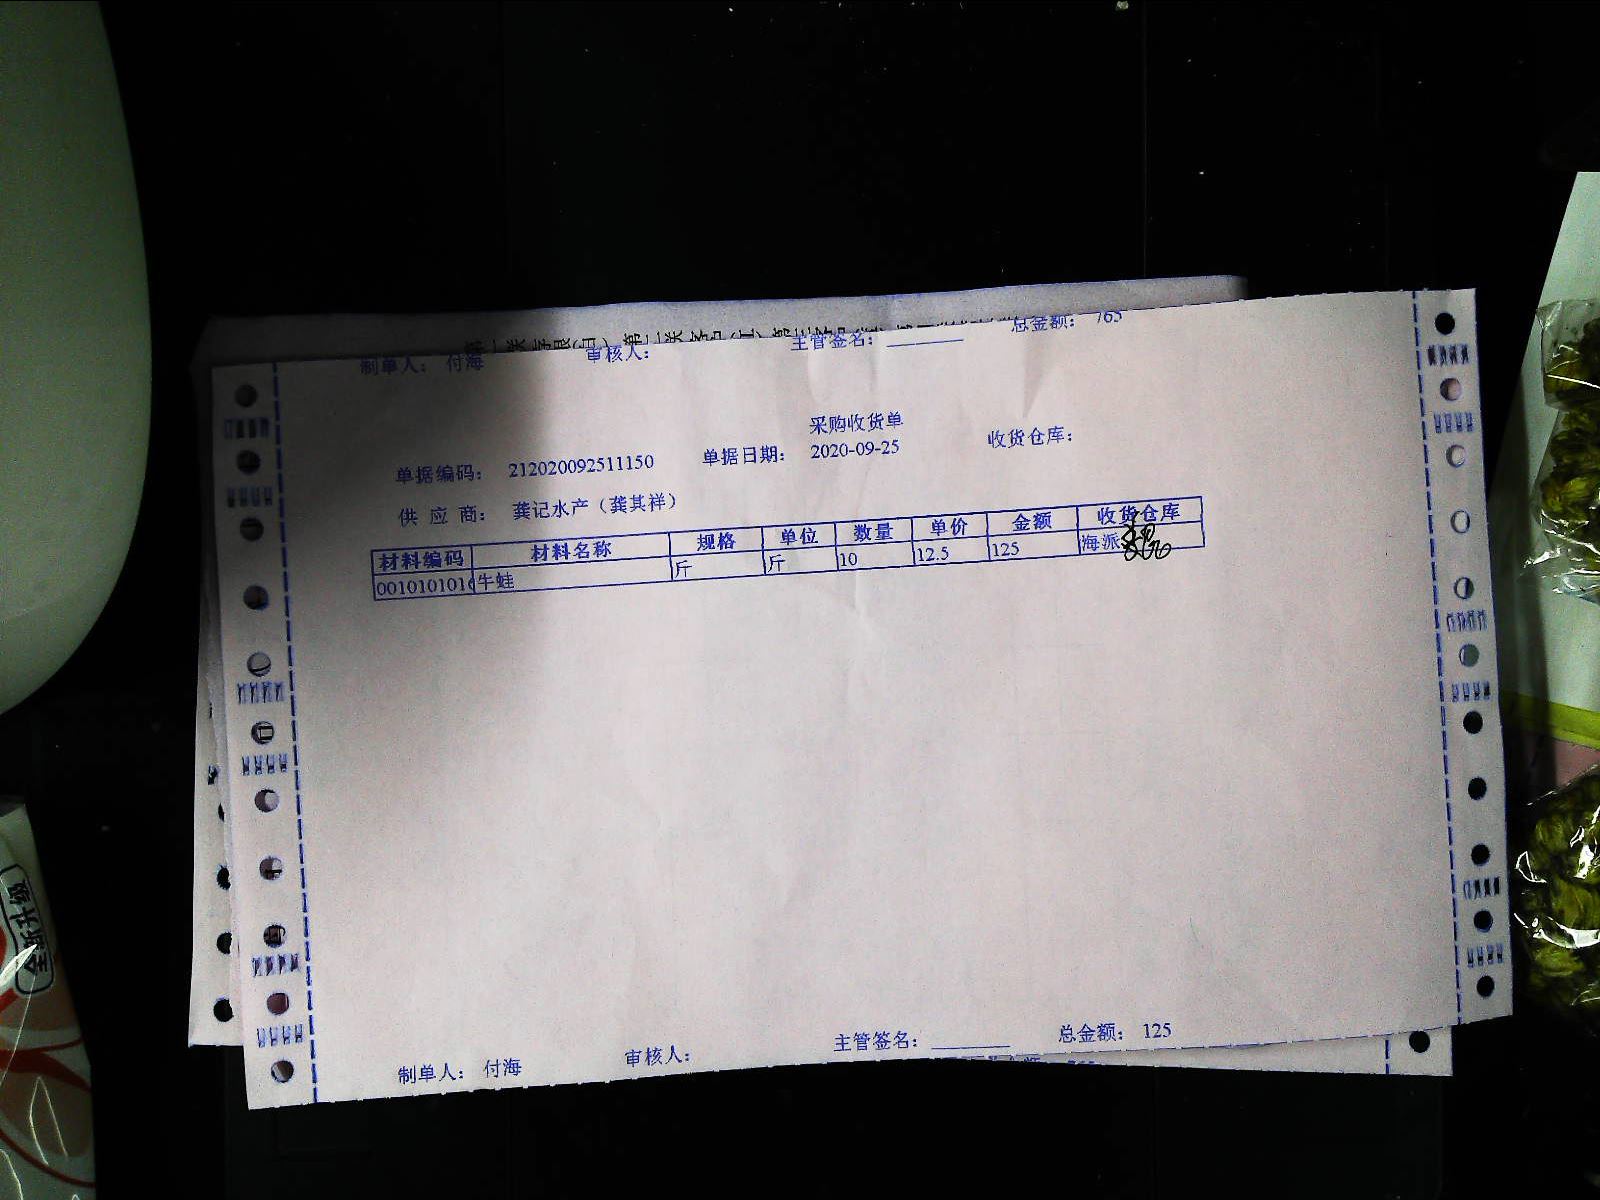 总金额： 765
制单人： 付海 审核人： 主管签名：
采购收货单
单据编码： 212020092511150 单据日期： 2020-09-25 收货仓库：
供 应 商： 龚记水产（龚其祥）
材料编码 材料名称 规格 单位 数量 单价 金额 收货仓库
001010101 牛蛙 斤 斤 10 12.5 125 海派
制单人： 付海 审核人： 主管签名： 总金额： 125
全新升级